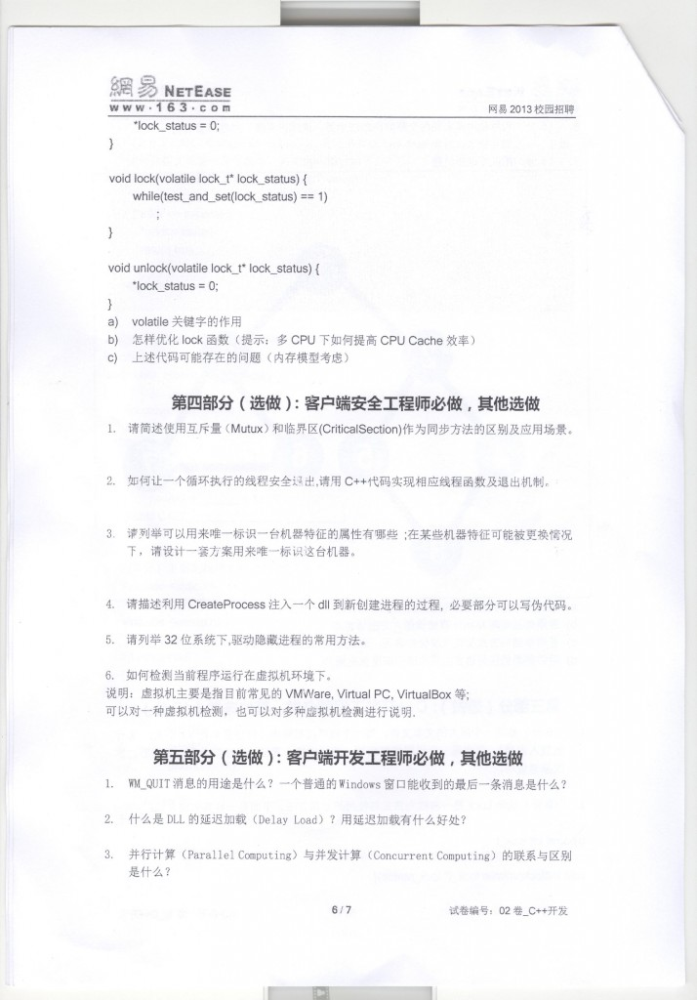 網易 NETEASE
www.163.com
网易 2013 校园招聘
*lock_status = 0;
}
void lock(volatile lock_t* lock_status) {
while(test_and_set(lock_status) == 1)
;
}
void unlock(volatile lock_t* lock_status) {
*lock_status = 0;
}
a) volatile 关键字的作用
b) 怎样优化 lock 函数（提示：多 CPU 下如何提高 CPU Cache 效率）
c) 上述代码可能存在的问题（内存模型考虑）
第四部分（选做）：客户端安全工程师必做，其他选做
1. 请简述使用互斥量（Mutux）和临界区(CriticalSection)作为同步方法的区别及应用场景。
2. 如何让一个循环执行的线程安全退出,请用 C++代码实现相应线程函数及退出机制。
3. 请列举可以用来唯一标识一台机器特征的属性有哪些 ;在某些机器特征可能被更换情况
下，请设计一套方案用来唯一标识这台机器。
4. 请描述利用 CreateProcess 注入一个 dll 到新创建进程的过程, 必要部分可以写伪代码。
5. 请列举 32 位系统下,驱动隐藏进程的常用方法。
6. 如何检测当前程序运行在虚拟机环境下。
说明：虚拟机主要是指目前常见的 VMWare, Virtual PC, VirtualBox 等;
可以对一种虚拟机检测，也可以对多种虚拟机检测进行说明.
第五部分（选做）：客户端开发工程师必做，其他选做
1. WM_QUIT 消息的用途是什么？一个普通的 Windows 窗口能收到的最后一条消息是什么？
2. 什么是 DLL 的延迟加载（Delay Load）？用延迟加载有什么好处？
3. 并行计算（Parallel Computing）与并发计算（Concurrent Computing）的联系与区别
是什么？
6 / 7
试卷编号：02 卷_C++开发